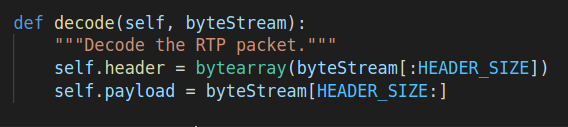 def decode(self, byteStream):
    """Decode the RTP packet."""
    self.header = bytearray(byteStream[:HEADER_SIZE])
    self.payload = byteStream[HEADER_SIZE:]